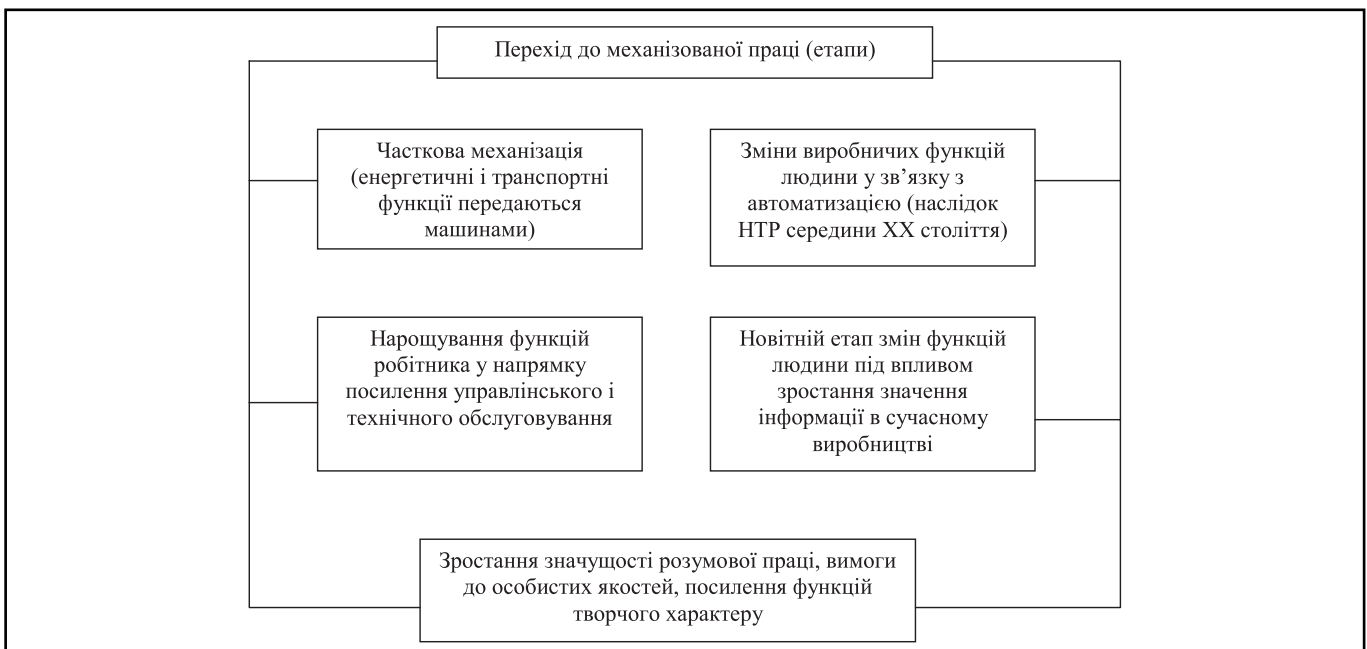 Перехід до механізованої праці (етапи)
Часткова механізація
(енергетичні і транспортні
функції передаються
машинами)
Зміни виробничих функцій
людини у зв’язку з
автоматизацією (наслідок
НТР середини ХХ століття)
Нарощування функцій
робітника у напрямку
посилення управлінського і
технічного обслуговування
Новітній етап змін функцій
людини під впливом
зростання значення
інформації в сучасному
виробництві
Зростання значущості розумової праці, вимоги
до особистих якостей, посилення функцій
творчого характеру